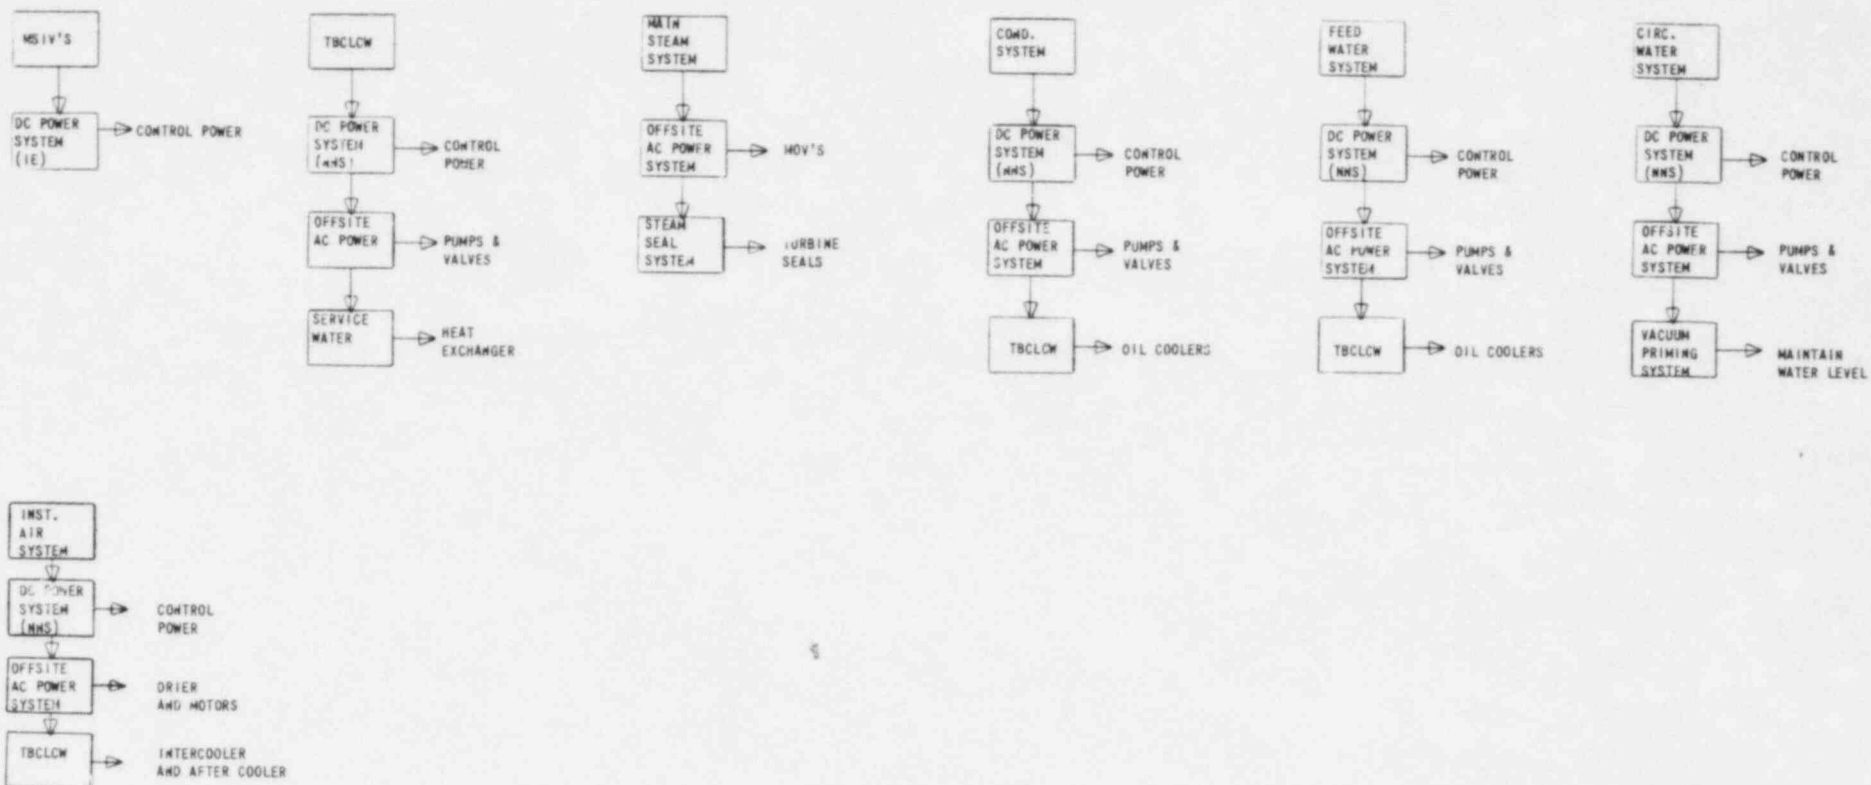 MSIV'S
DC POWER
SYSTEM
(IE)
CONTROL POWER
TBCLCW
DC POWER
SYSTEM
(NNS)
CONTROL
POWER
OFFSITE
AC POWER
PUMPS &
VALVES
SERVICE
WATER
HEAT
EXCHANGER
MAIN
STEAM
SYSTEM
OFFSITE
AC POWER
SYSTEM
MOV'S
STEAM
SEAL
SYSTEM
TURBINE
SEALS
COND.
SYSTEM
DC POWER
SYSTEM
(NNS)
CONTROL
POWER
OFFSITE
AC POWER
SYSTEM
PUMPS &
VALVES
TBCLCW
OIL COOLERS
FEED
WATER
SYSTEM
DC POWER
SYSTEM
(NNS)
CONTROL
POWER
OFFSITE
AC POWER
SYSTEM
PUMPS &
VALVES
TBCLCW
OIL COOLERS
CIRC.
WATER
SYSTEM
DC POWER
SYSTEM
(NNS)
CONTROL
POWER
OFFSITE
AC POWER
SYSTEM
PUMPS &
VALVES
VACUUM
PRIMING
SYSTEM
MAINTAIN
WATER LEVEL
INST.
AIR
SYSTEM
DC POWER
SYSTEM
(NNS)
CONTROL
POWER
OFFSITE
AC POWER
SYSTEM
DRIER
AND MOTORS
TBCLCW
INTERCOOLER
AND AFTER COOLER